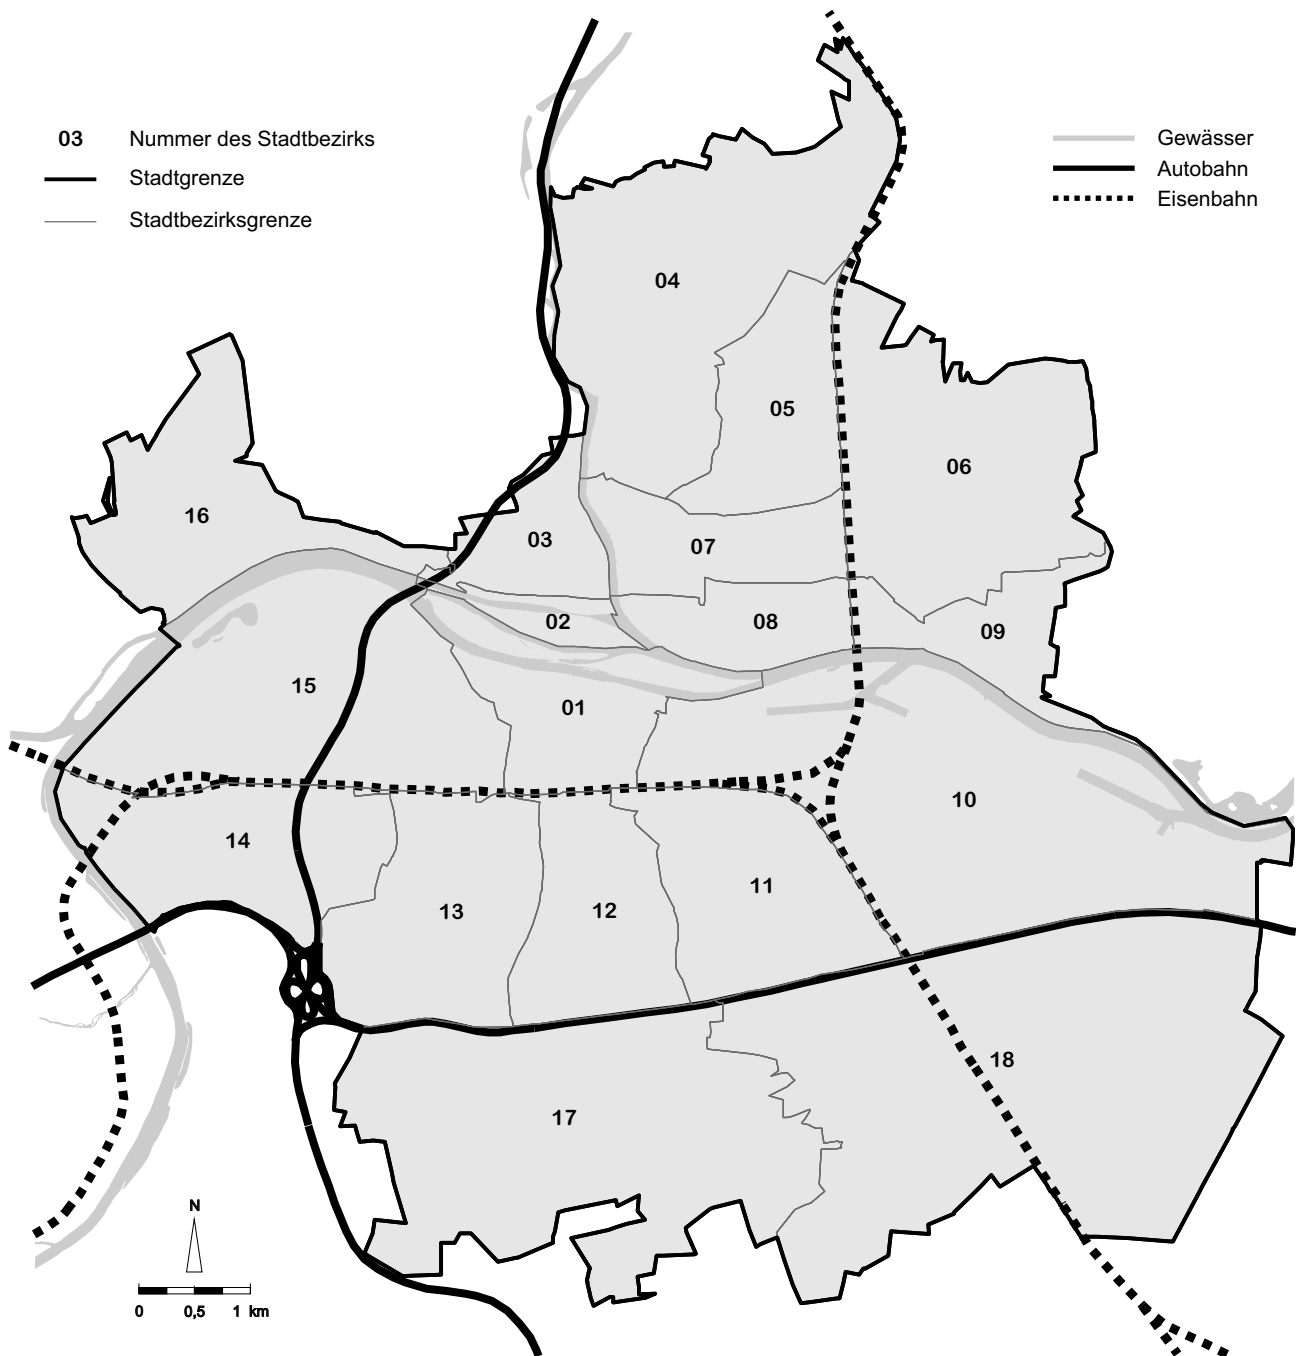 03 Nummer des Stadtbezirks
Stadtgrenze
Stadtbezirksgrenze
Gewässer
Autobahn
Eisenbahn
04
05
06
16
03
07
02
08
09
15
01
10
14
11
13
12
18
17
N
0 0,5 1 km